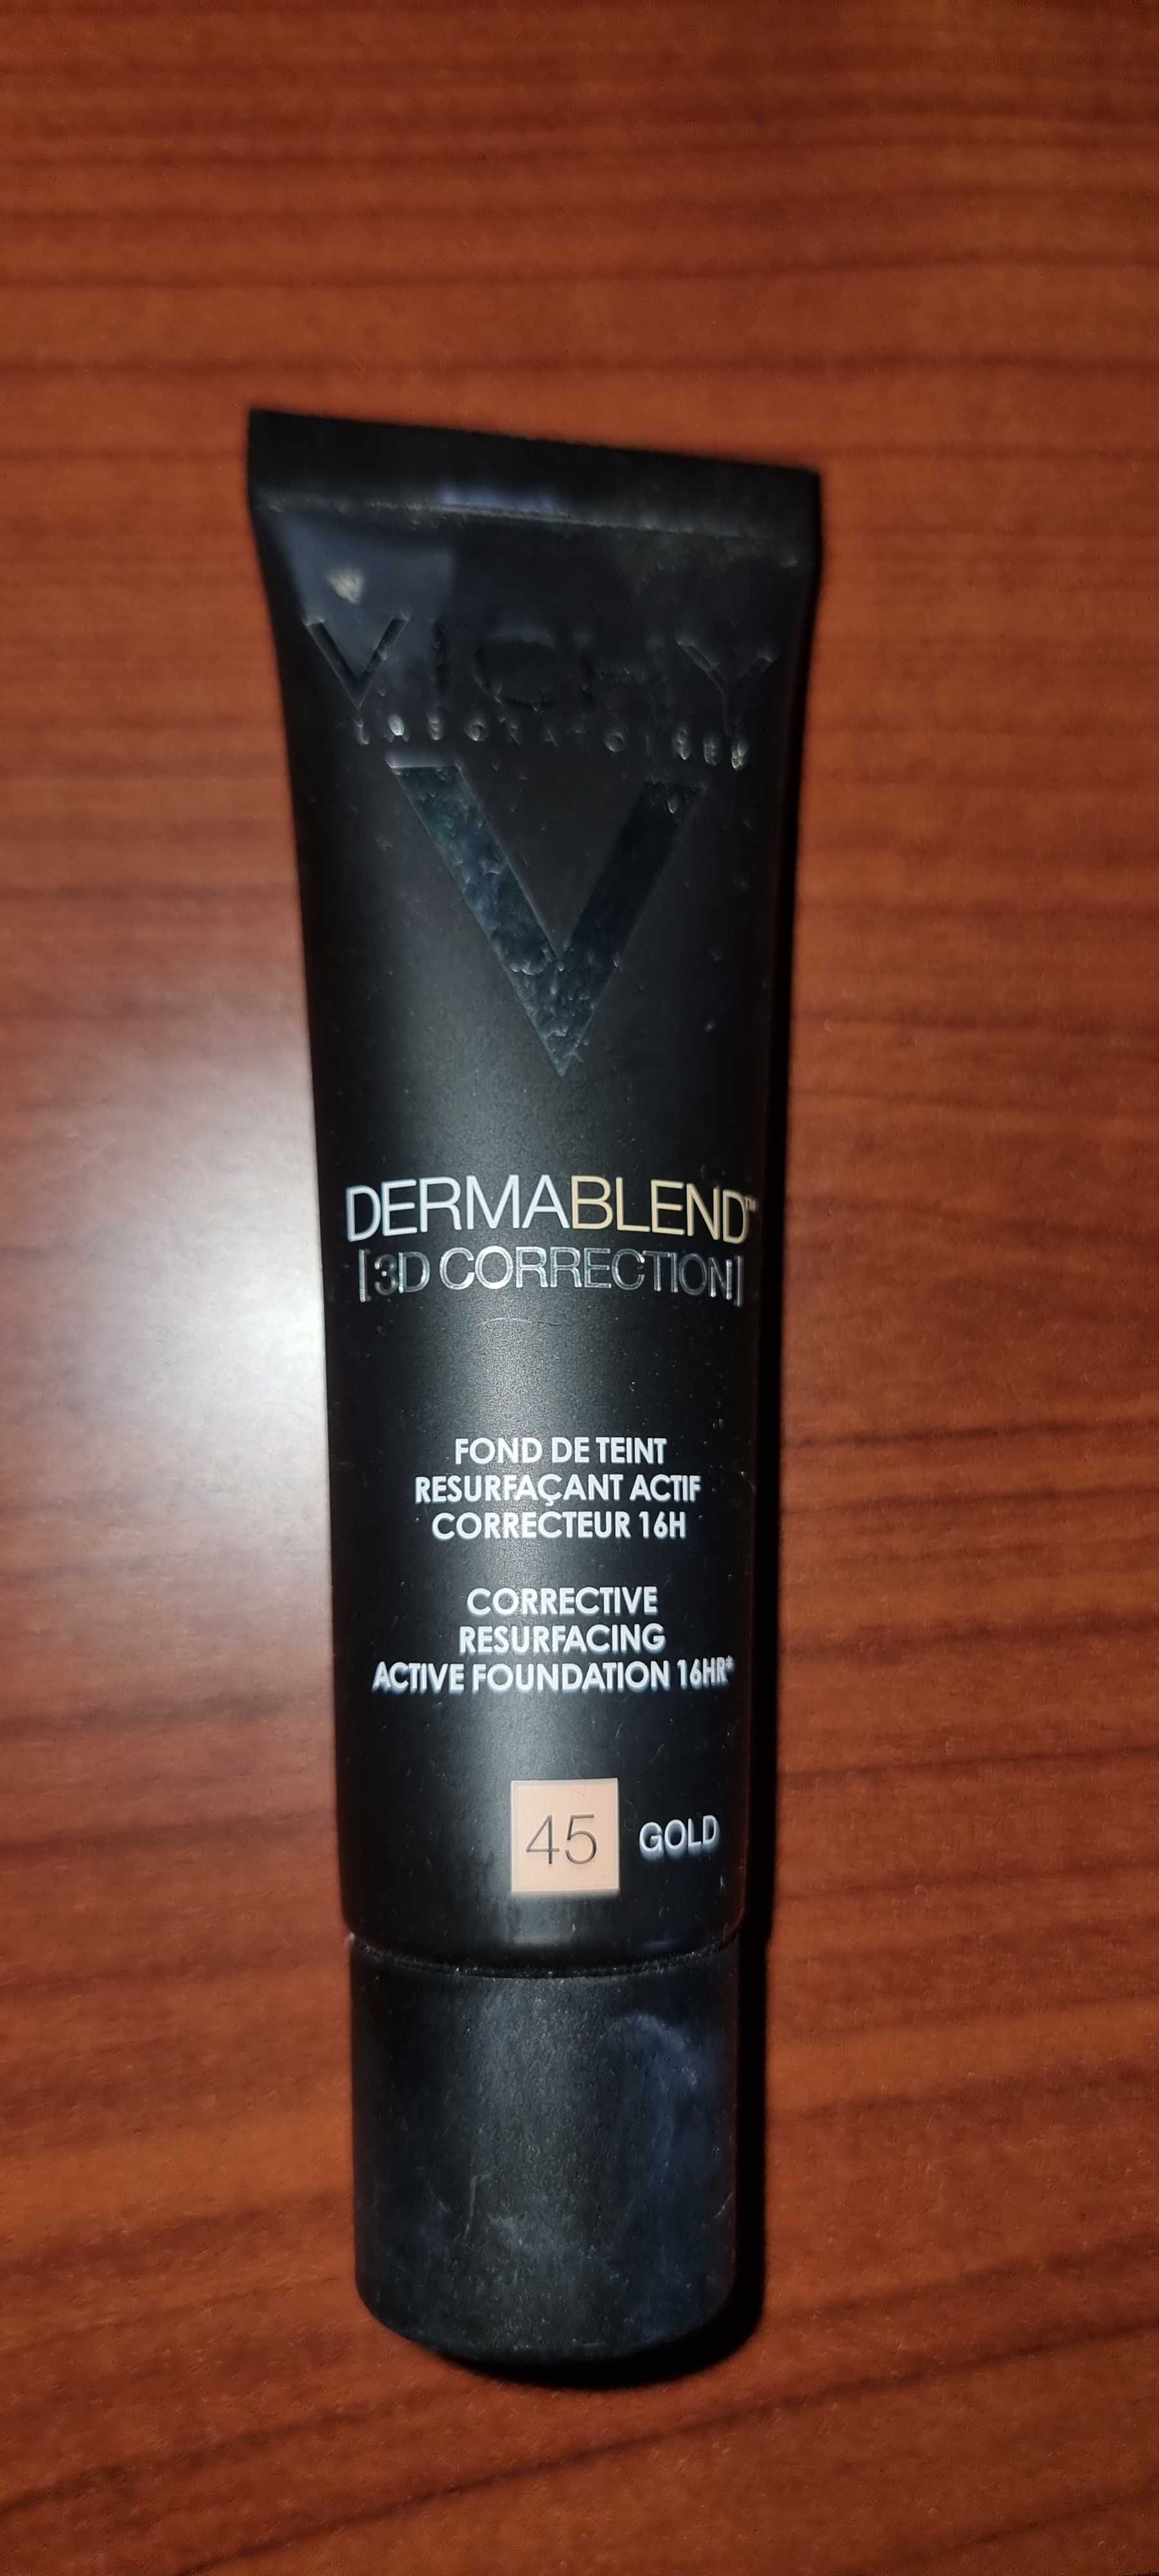 VICHY
LABORATOIRES
DERMABLEND™
[3D CORRECTION]
FOND DE TEINT
RESURFAÇANT ACTIF
CORRECTEUR 16H
CORRECTIVE
RESURFACING
ACTIVE FOUNDATION 16HR*
45 GOLD